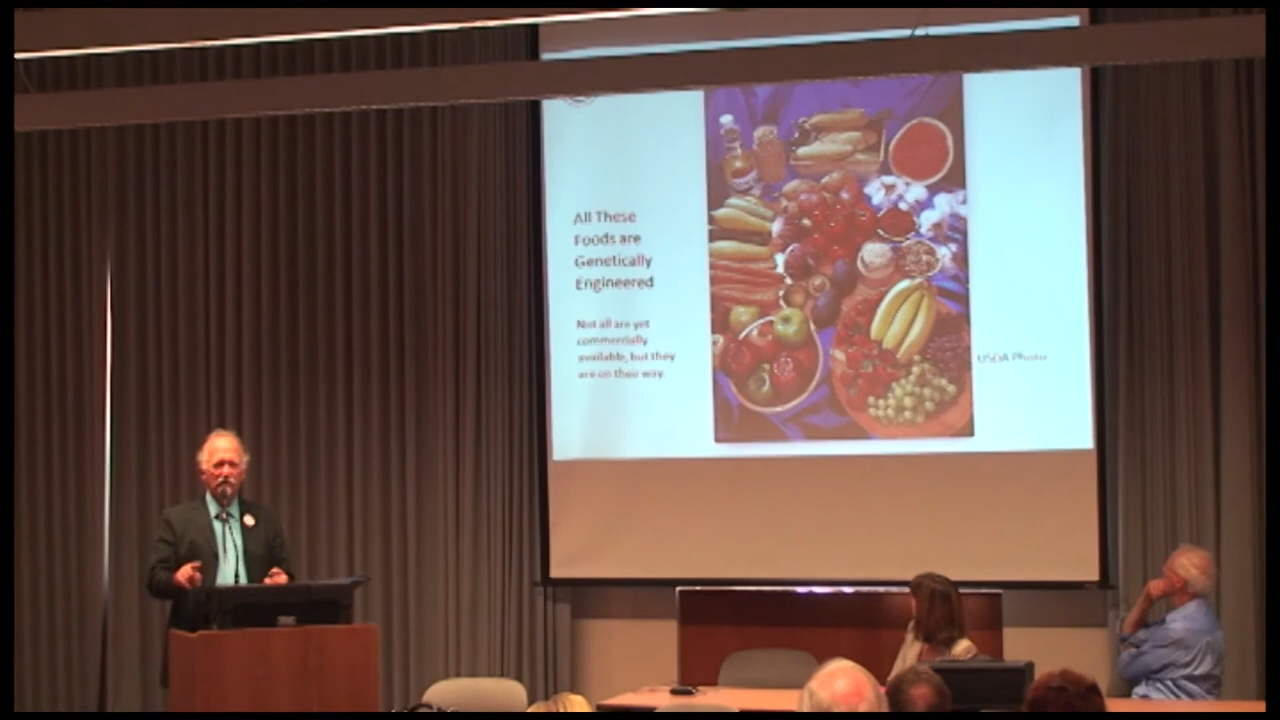 All These
Foods are
Genetically
Engineered
Not all are yet
commercially
available, but they
are on their way.
USDA Photo